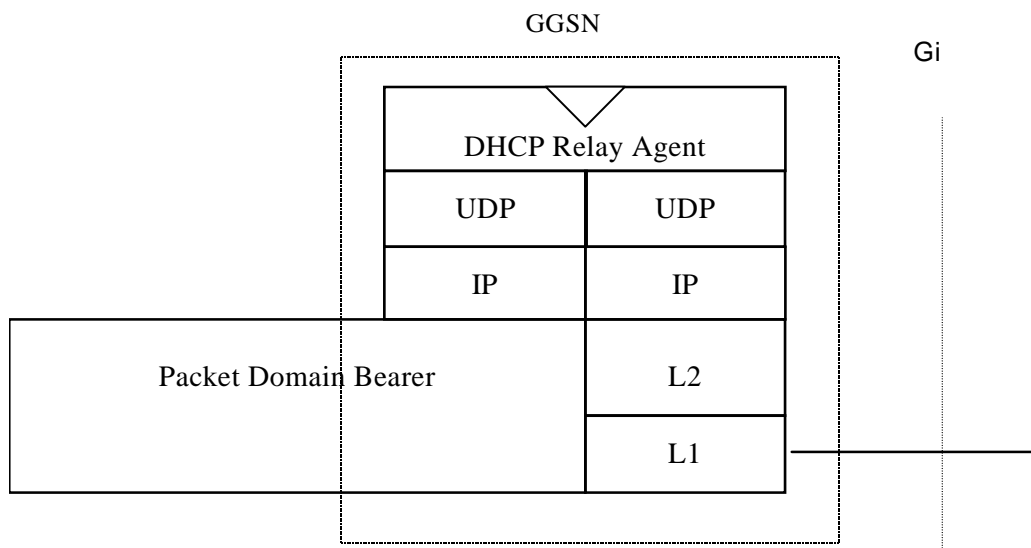 GGSN
Gi
DHCP Relay Agent
UDP
UDP
IP
IP
Packet Domain Bearer
L2
L1